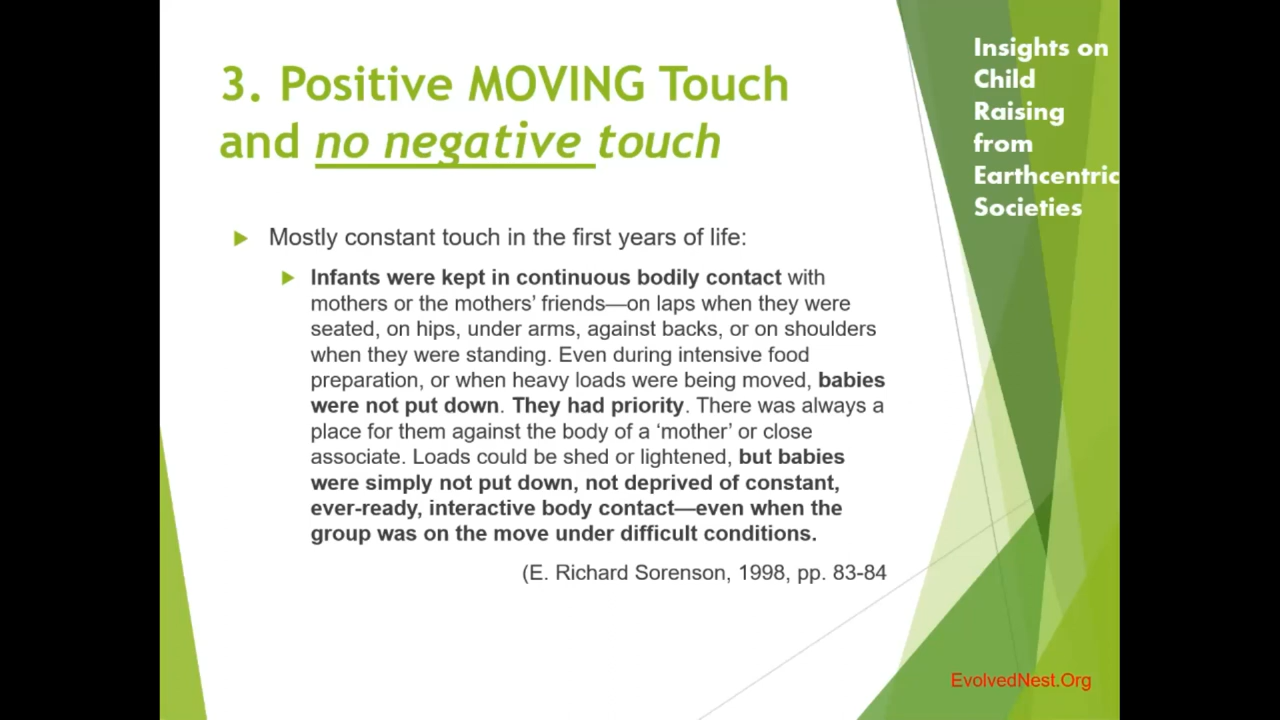 3. Positive MOVING Touch
and no negative touch
Insights on
Child
Raising
from
Earthcentric
Societies
Mostly constant touch in the first years of life:
Infants were kept in continuous bodily contact with
mothers or the mothers’ friends—on laps when they were
seated, on hips, under arms, against backs, or on shoulders
when they were standing. Even during intensive food
preparation, or when heavy loads were being moved, babies
were not put down. They had priority. There was always a
place for them against the body of a ‘mother’ or close
associate. Loads could be shed or lightened, but babies
were simply not put down, not deprived of constant,
ever-ready, interactive body contact—even when the
group was on the move under difficult conditions.
(E. Richard Sorenson, 1998, pp. 83-84
EvolvedNest.Org